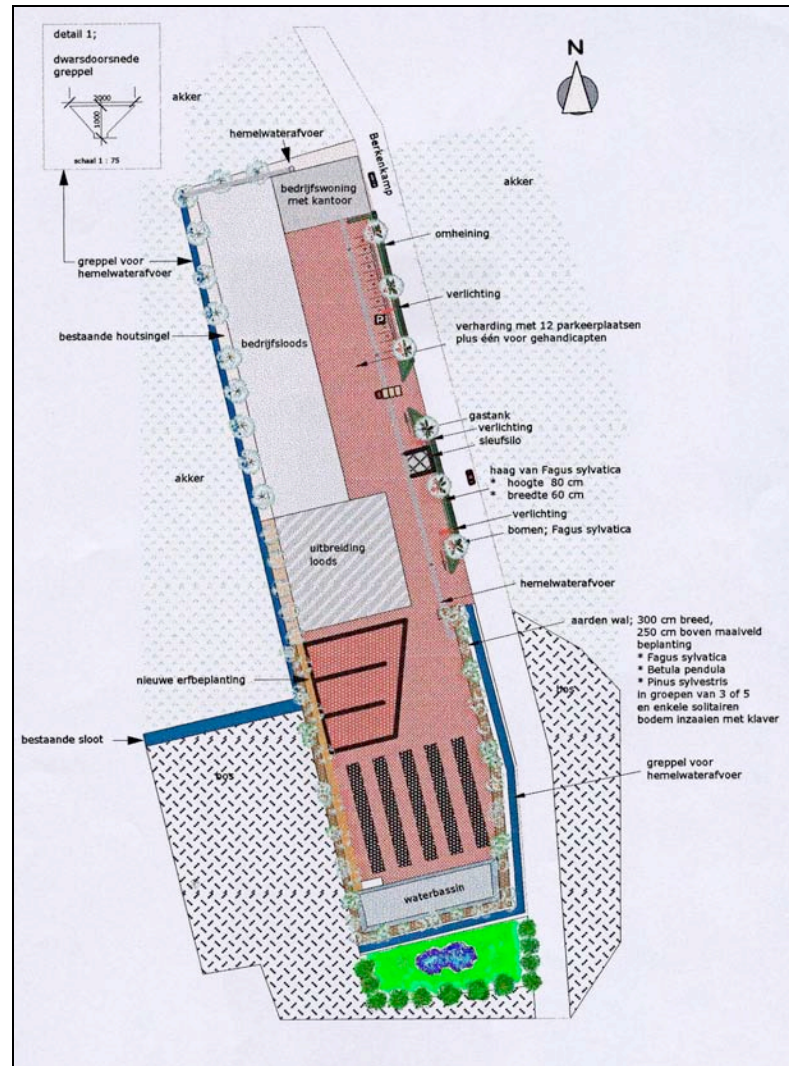 detail 1;
dwarsdoorsnede
greppel
2000
1000
schaal 1 : 75
N
akker
hemelwaterafvoer
Berkenkamp
bedrijfswoning
met kantoor
akker
omheining
greppel voor
hemelwaterafvoer
verlichting
bestaande houtsingel
bedrijfsloods
P
verharding met 12 parkeerplaatsen
plus één voor gehandicapten
gastank
verlichting
sleufsilo
akker
haag van Fagus sylvatica
* hoogte 80 cm
* breedte 60 cm
verlichting
uitbreiding
loods
bomen; Fagus sylvatica
hemelwaterafvoer
aarden wal; 300 cm breed,
250 cm boven maaiveld
beplanting
* Fagus sylvatica
* Betula pendula
* Pinus sylvestris
in groepen van 3 of 5
en enkele solitairen
bodem inzaaien met klaver
nieuwe erfbeplanting
bos
bestaande sloot
bos
greppel voor
hemelwaterafvoer
waterbassin
bos